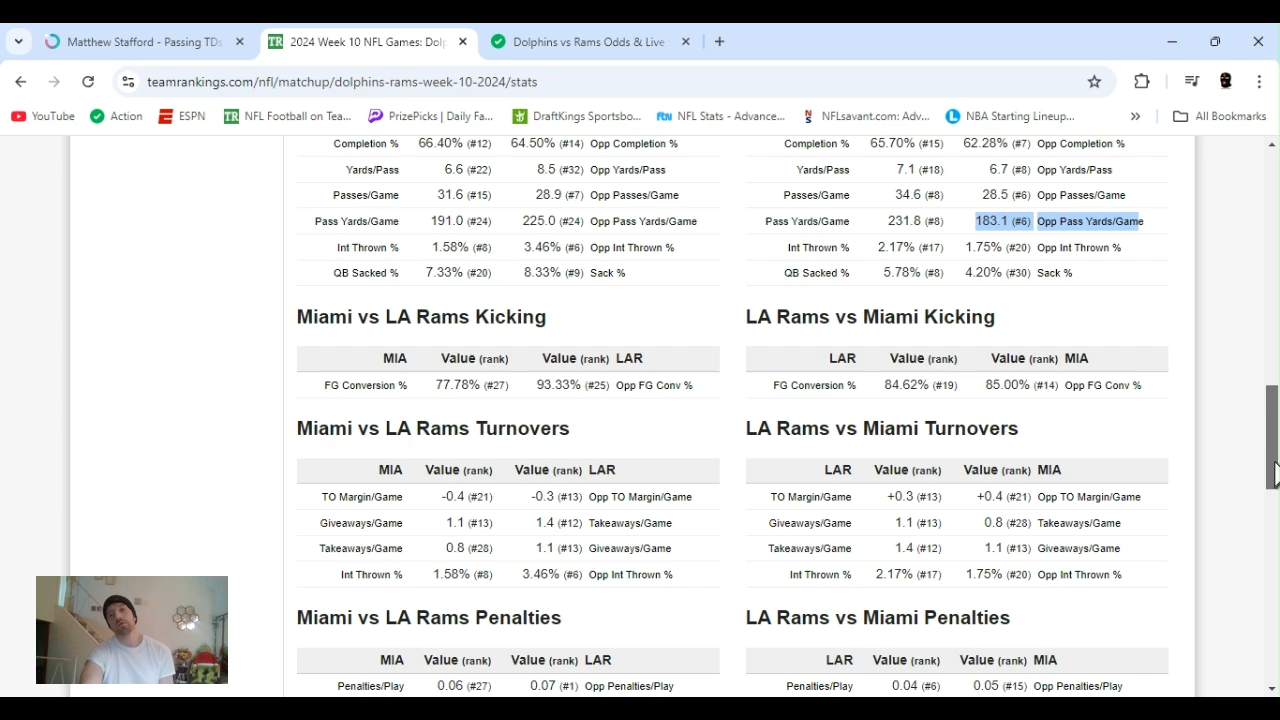 Matthew Stafford - Passing TDs
2024 Week 10 NFL Games: Dolp
Dolphins vs Rams Odds & Live
teamrankings.com/nfl/matchup/dolphins-rams-week-10-2024/stats
YouTube Action ESPN NFL Football on Tea... PrizePicks | Daily Fa... DraftKings Sportsbo... NFL Stats - Advance... NFLsavant.com: Adv... NBA Starting Lineup... » All Bookmarks
Completion % 66.40% (#12) 64.50% (#14) Opp Completion %
Yards/Pass 6.6 (#22) 8.5 (#32) Opp Yards/Pass
Passes/Game 31.6 (#15) 28.9 (#7) Opp Passes/Game
Pass Yards/Game 191.0 (#24) 225.0 (#24) Opp Pass Yards/Game
Int Thrown % 1.58% (#8) 3.46% (#6) Opp Int Thrown %
QB Sacked % 7.33% (#20) 8.33% (#9) Sack %
Miami vs LA Rams Kicking
MIA Value (rank) Value (rank) LAR
FG Conversion % 77.78% (#27) 93.33% (#25) Opp FG Conv %
Miami vs LA Rams Turnovers
MIA Value (rank) Value (rank) LAR
TO Margin/Game -0.4 (#21) -0.3 (#13) Opp TO Margin/Game
Giveaways/Game 1.1 (#13) 1.4 (#12) Takeaways/Game
Takeaways/Game 0.8 (#28) 1.1 (#13) Giveaways/Game
Int Thrown % 1.58% (#8) 3.46% (#6) Opp Int Thrown %
Miami vs LA Rams Penalties
MIA Value (rank) Value (rank) LAR
Penalties/Play 0.06 (#27) 0.07 (#1) Opp Penalties/Play
Completion % 65.70% (#15) 62.28% (#7) Opp Completion %
Yards/Pass 7.1 (#18) 6.7 (#8) Opp Yards/Pass
Passes/Game 34.6 (#8) 28.5 (#6) Opp Passes/Game
Pass Yards/Game 231.8 (#8) 183.1 (#6) Opp Pass Yards/Game
Int Thrown % 2.17% (#17) 1.75% (#20) Opp Int Thrown %
QB Sacked % 5.78% (#8) 4.20% (#30) Sack %
LA Rams vs Miami Kicking
LAR Value (rank) Value (rank) MIA
FG Conversion % 84.62% (#19) 85.00% (#14) Opp FG Conv %
LA Rams vs Miami Turnovers
LAR Value (rank) Value (rank) MIA
TO Margin/Game +0.3 (#13) +0.4 (#21) Opp TO Margin/Game
Giveaways/Game 1.1 (#13) 0.8 (#28) Takeaways/Game
Takeaways/Game 1.4 (#12) 1.1 (#13) Giveaways/Game
Int Thrown % 2.17% (#17) 1.75% (#20) Opp Int Thrown %
LA Rams vs Miami Penalties
LAR Value (rank) Value (rank) MIA
Penalties/Play 0.04 (#6) 0.05 (#15) Opp Penalties/Play